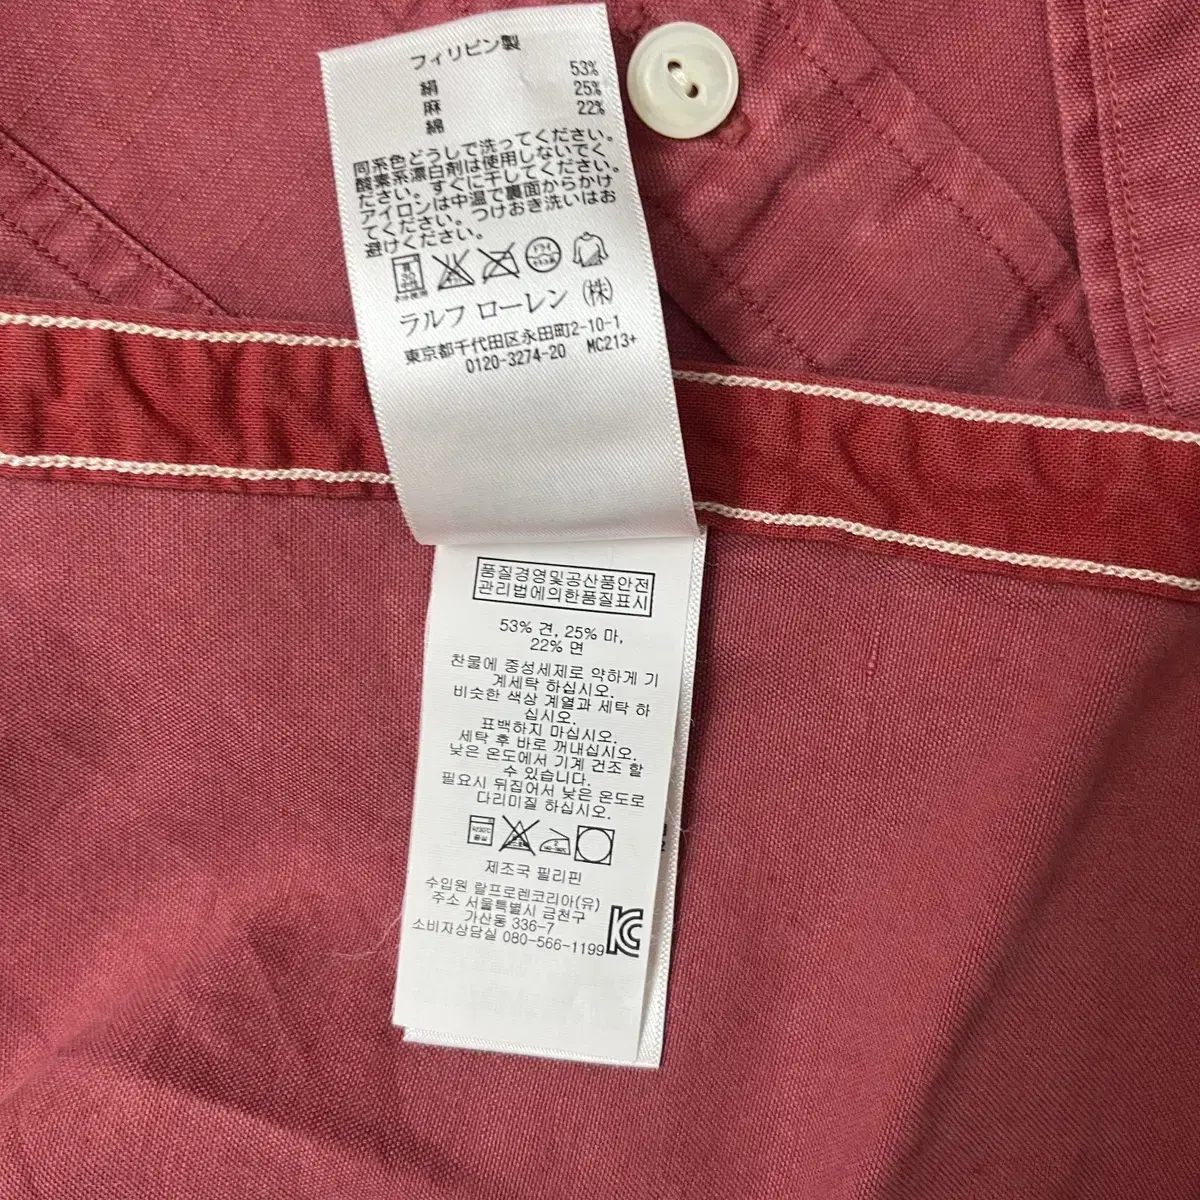 フィリピン製
絹 53%
麻 25%
綿 22%
同系色どうしで洗ってください。
酸素系漂白剤は使用しないでく
ださい。すぐに干してください。
アイロンは中温で裏面からかけ
てください。つけおき洗いはお
避けください。
ラルフ ローレン (株)
東京都千代田区永田町2-10-1
0120-3274-20 MC213+
품질경영및공산품안전
관리법에의한품질표시
53% 견, 25% 마,
22% 면
찬물에 중성세제로 약하게 기
계세탁 하십시오.
비슷한 색상 계열과 세탁 하
십시오.
표백하지 마십시오.
세탁 후 바로 꺼내십시오.
낮은 온도에서 기계 건조 할
수 있습니다.
필요시 뒤집어서 낮은 온도로
다리미질 하십시오.
제조국 필리핀
수입원 랄프로렌코리아(유)
주소 서울특별시 금천구
가산동 336-7
소비자상담실 080-566-1199